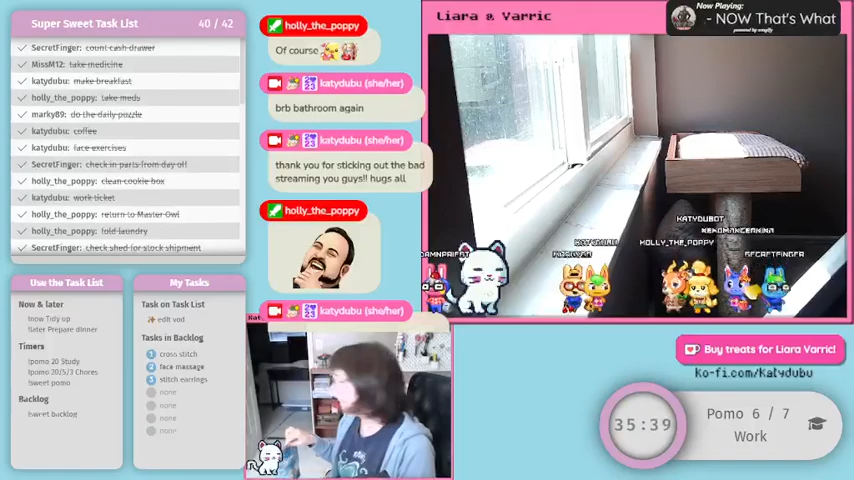 Super Sweet Task List 40 / 42
SecretFinger: count cash drawer
MissM12: take medicine
katydubu: make breakfast
holly_the_poppy: take meds
marky89: do the daily puzzle
katydubu: coffee
katydubu: face exercises
SecretFinger: check in parts from day off
holly_the_poppy: clean cookie box
katydubu: work ticket
holly_the_poppy: return to Master Owl
holly_the_poppy: fold laundry
SecretFinger: check shed for stock shipment
Use the Task List
Now & later
!now Tidy up
!later Prepare dinner
Timers
!pomo 20 Study
!pomo 20/5/3 Chores
!sweet pomo
Backlog
!sweet backlog
My Tasks
Task on Task List
edit vod
Tasks in Backlog
1 cross stitch
2 face massage
3 stitch earrings
none
none
none
none
holly_the_poppy
Of course
katydubu (she/her)
brb bathroom again
katydubu (she/her)
thank you for sticking out the bad
streaming you guys!! hugs all
holly_the_poppy
katydubu (she/her)
Liara & Varric
Now Playing:
- NOW That's What
KATYDUBOT
HOLLY_THE_POPPY
SECRETFINGER
Buy treats for Liara Varric!
Ko-fi.com/Katydubu
35:39
Pomo 6 / 7
Work